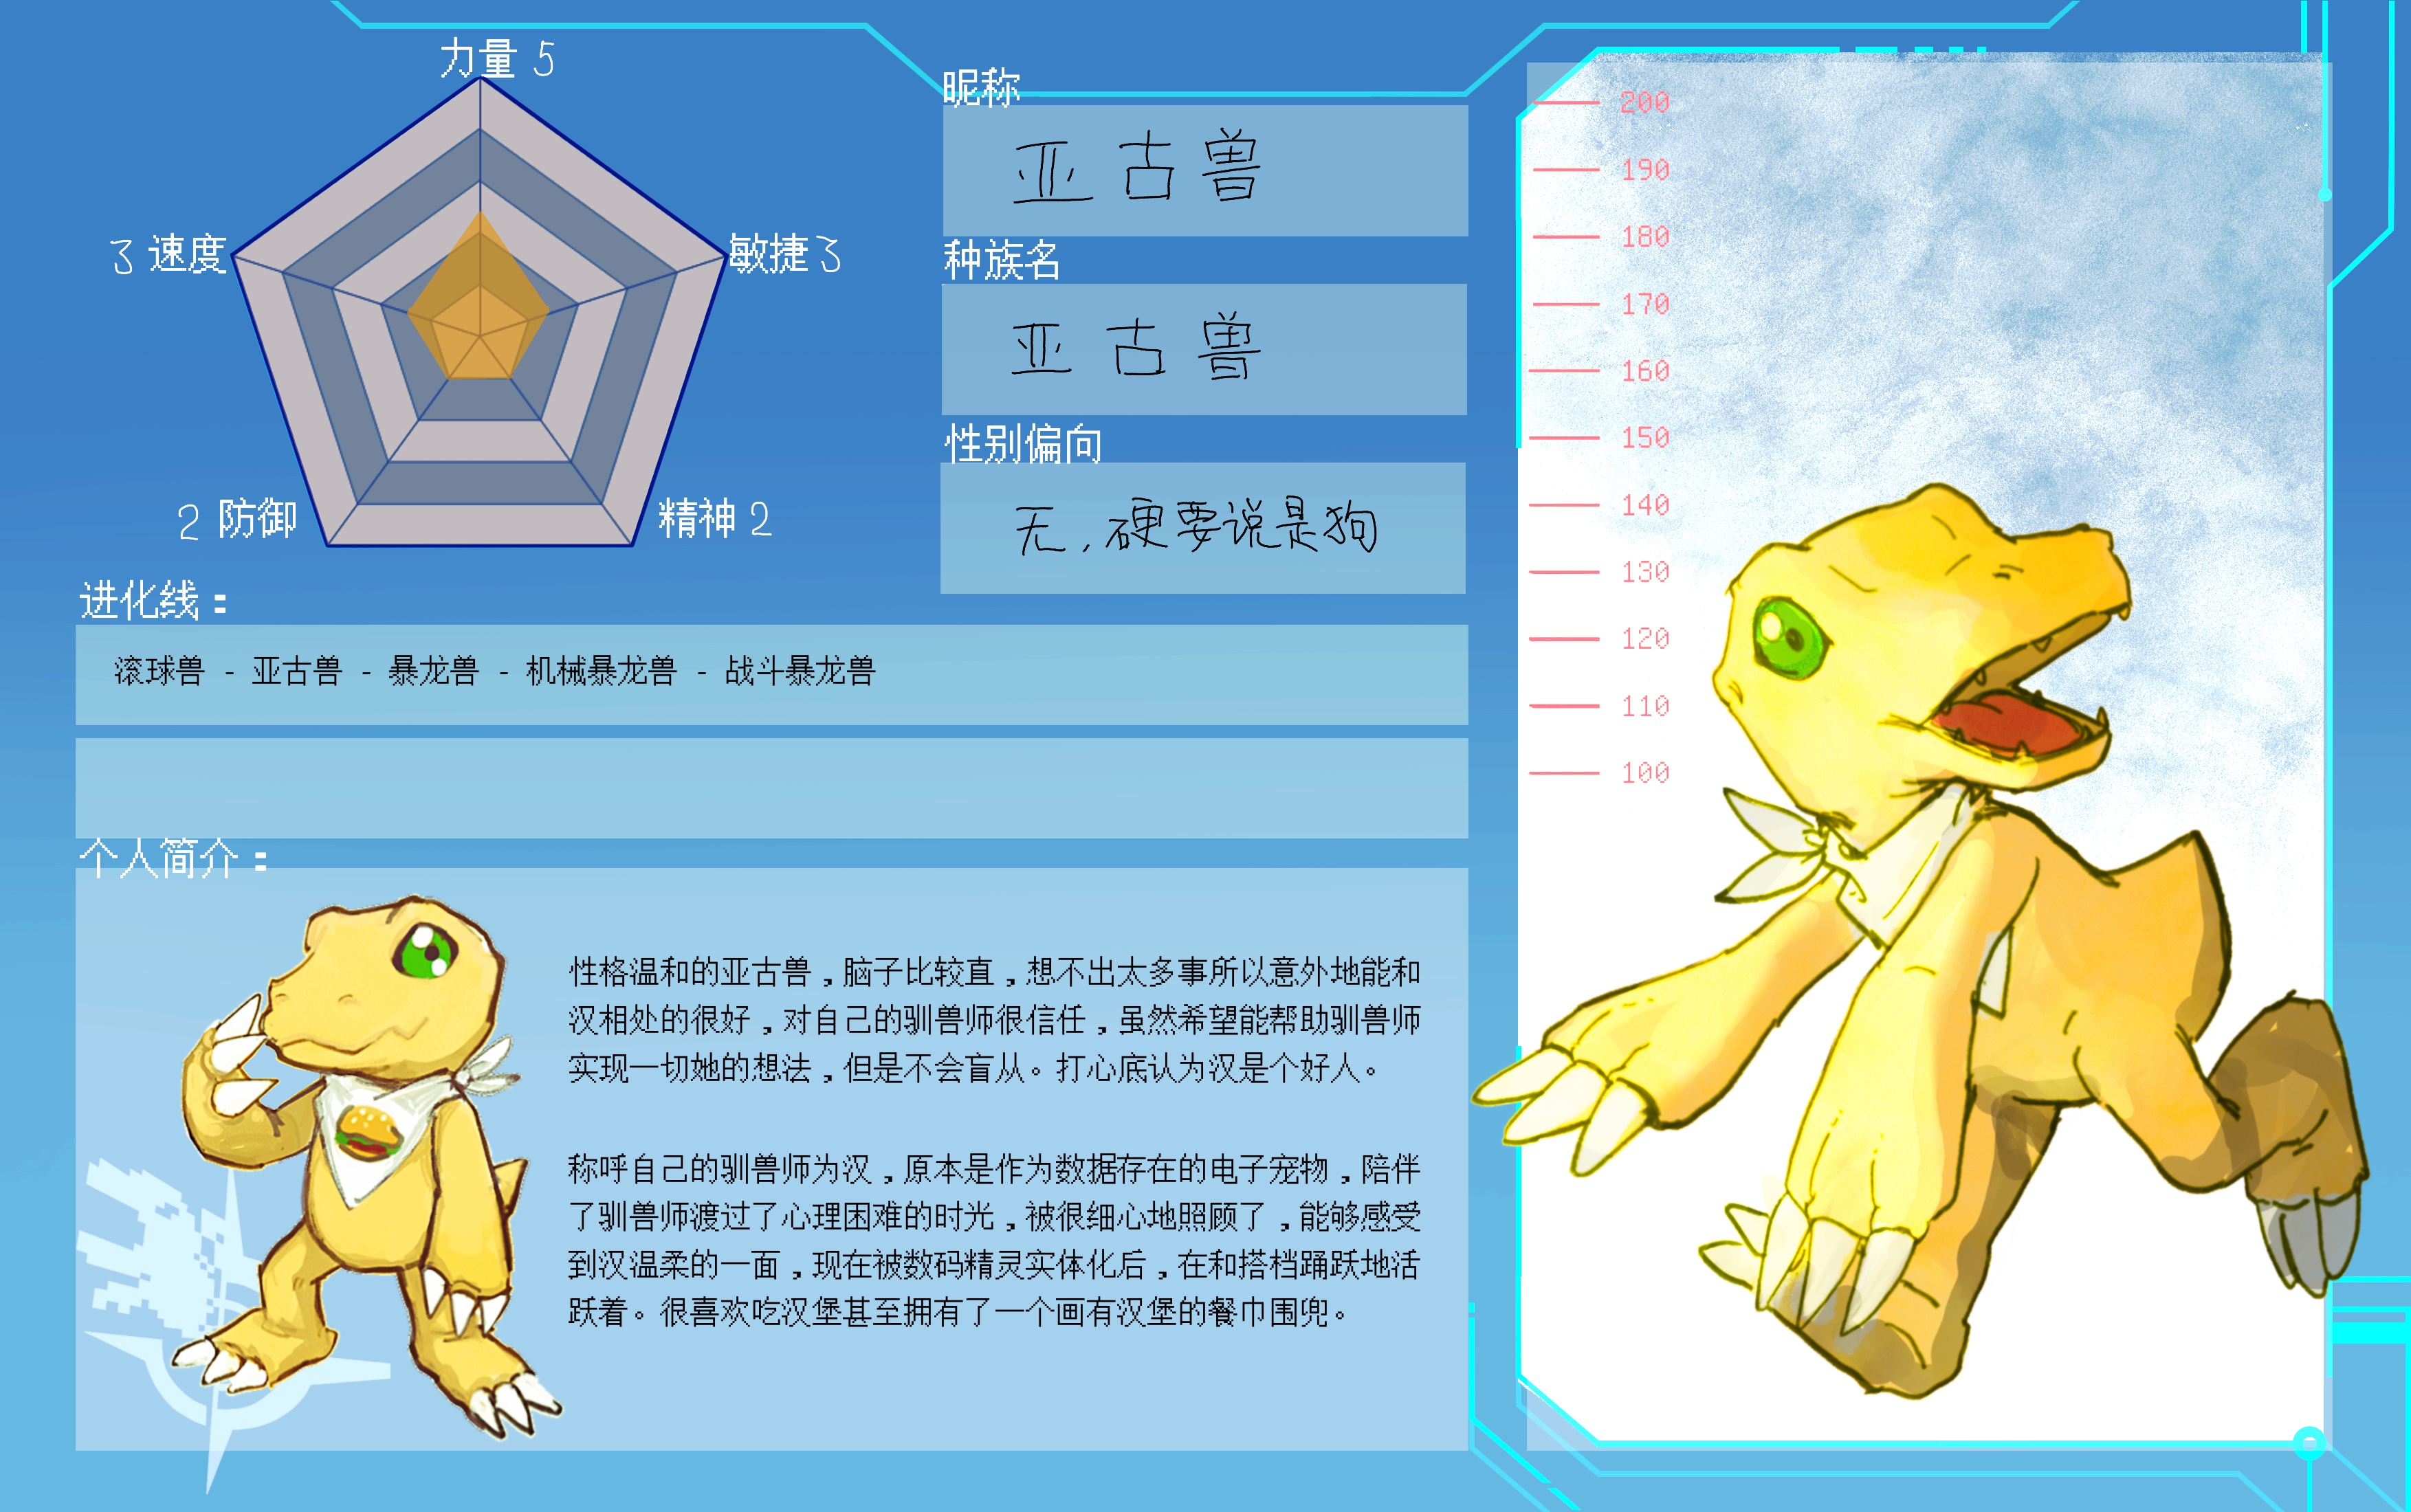 力量 5
3 速度
敏捷 3
2 防御
精神 2
昵称
亚古兽
种族名
亚古兽
性别偏向
无,硬要说是狗
进化线:
滚球兽 - 亚古兽 - 暴龙兽 - 机械暴龙兽 - 战斗暴龙兽
个人简介:
性格温和的亚古兽,脑子比较直,想不出太多事所以意外地能和
汉相处的很好,对自己的驯兽师很信任,虽然希望能帮助驯兽师
实现一切她的想法,但是不会盲从。打心底认为汉是个好人。
称呼自己的驯兽师为汉,原本是作为数据存在的电子宠物,陪伴
了驯兽师渡过了心理困难的时光,被很细心地照顾了,能够感受
到汉温柔的一面,现在被数码精灵实体化后,在和搭档踊跃地活
跃着。很喜欢吃汉堡甚至拥有了一个画有汉堡的餐巾围兜。
200
190
180
170
160
150
140
130
120
110
100